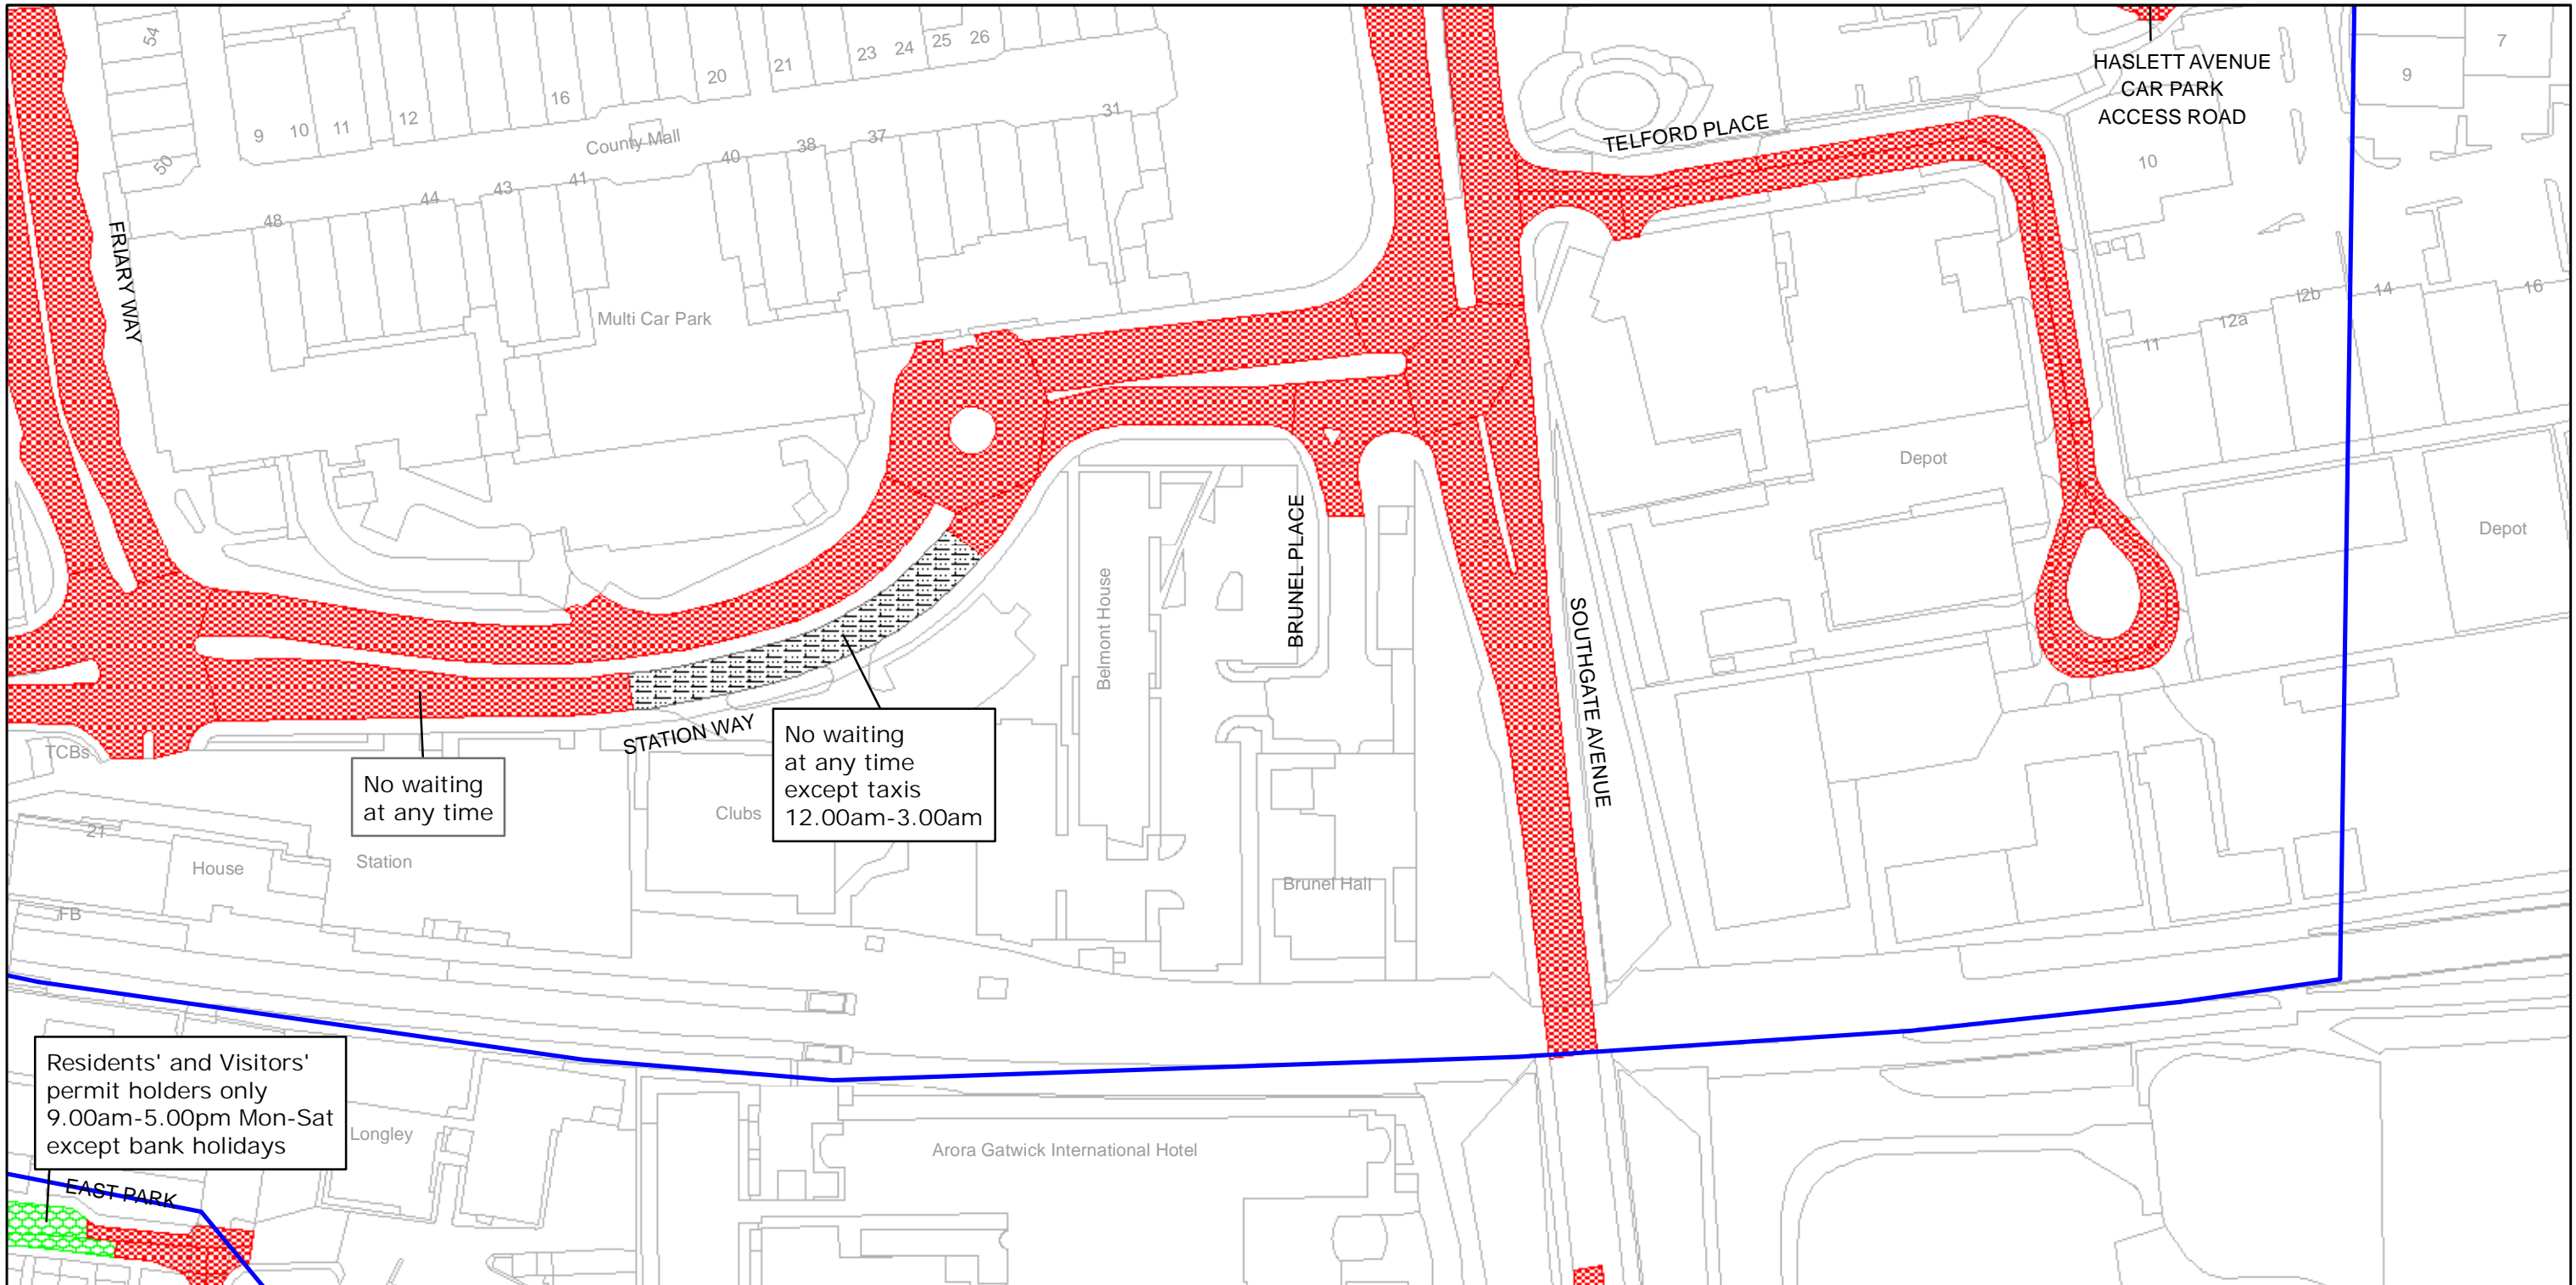 54
50
9
10
11
12
16
20
21
23
24
25
26
31
County Mall
48
44
43
41
40
38
37
FRIARY WAY
Multi Car Park
TELFORD PLACE
HASLETT AVENUE
CAR PARK
ACCESS ROAD
7
9
10
11
12a
12b
14
16
Depot
Depot
Belmont House
BRUNEL PLACE
SOUTHGATE AVENUE
STATION WAY
No waiting
at any time
except taxis
12.00am-3.00am
No waiting
at any time
TCBs
Clubs
21
House
Station
FB
Brunel Hall
Residents' and Visitors'
permit holders only
9.00am-5.00pm Mon-Sat
except bank holidays
Longley
Arora Gatwick International Hotel
EAST PARK